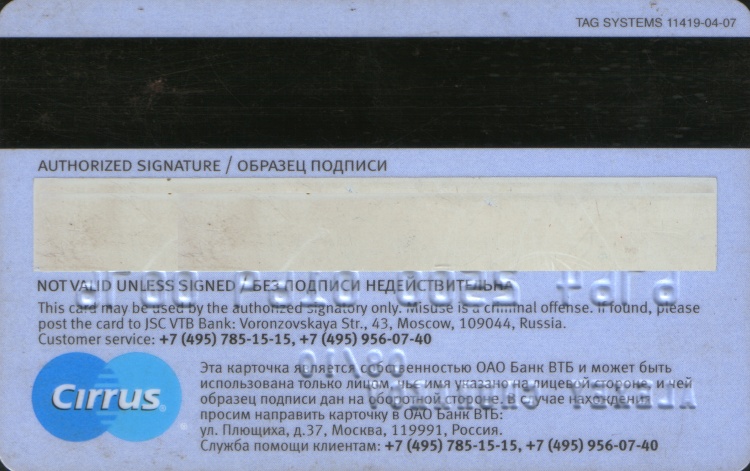 TAG SYSTEMS 11419-04-07
AUTHORIZED SIGNATURE / ОБРАЗЕЦ ПОДПИСИ
NOT VALID UNLESS SIGNED / БЕЗ ПОДПИСИ НЕДЕЙСТВИТЕЛЬНА
This card may be used by the authorized signatory only. Misuse is a criminal offense. If found, please
post the card to JSC VTB Bank: Voronzovskaya Str., 43, Moscow, 109044, Russia.
Customer service: +7 (495) 785-15-15, +7 (495) 956-07-40
Cirrus
Эта карточка является собственностью ОАО Банк ВТБ и может быть
использована только лицом, чье имя указано на лицевой стороне, и чей
образец подписи дан на оборотной стороне. В случае нахождения
просим направить карточку в ОАО Банк ВТБ:
ул. Плющиха, д.37, Москва, 119991, Россия.
Служба помощи клиентам: +7 (495) 785-15-15, +7 (495) 956-07-40